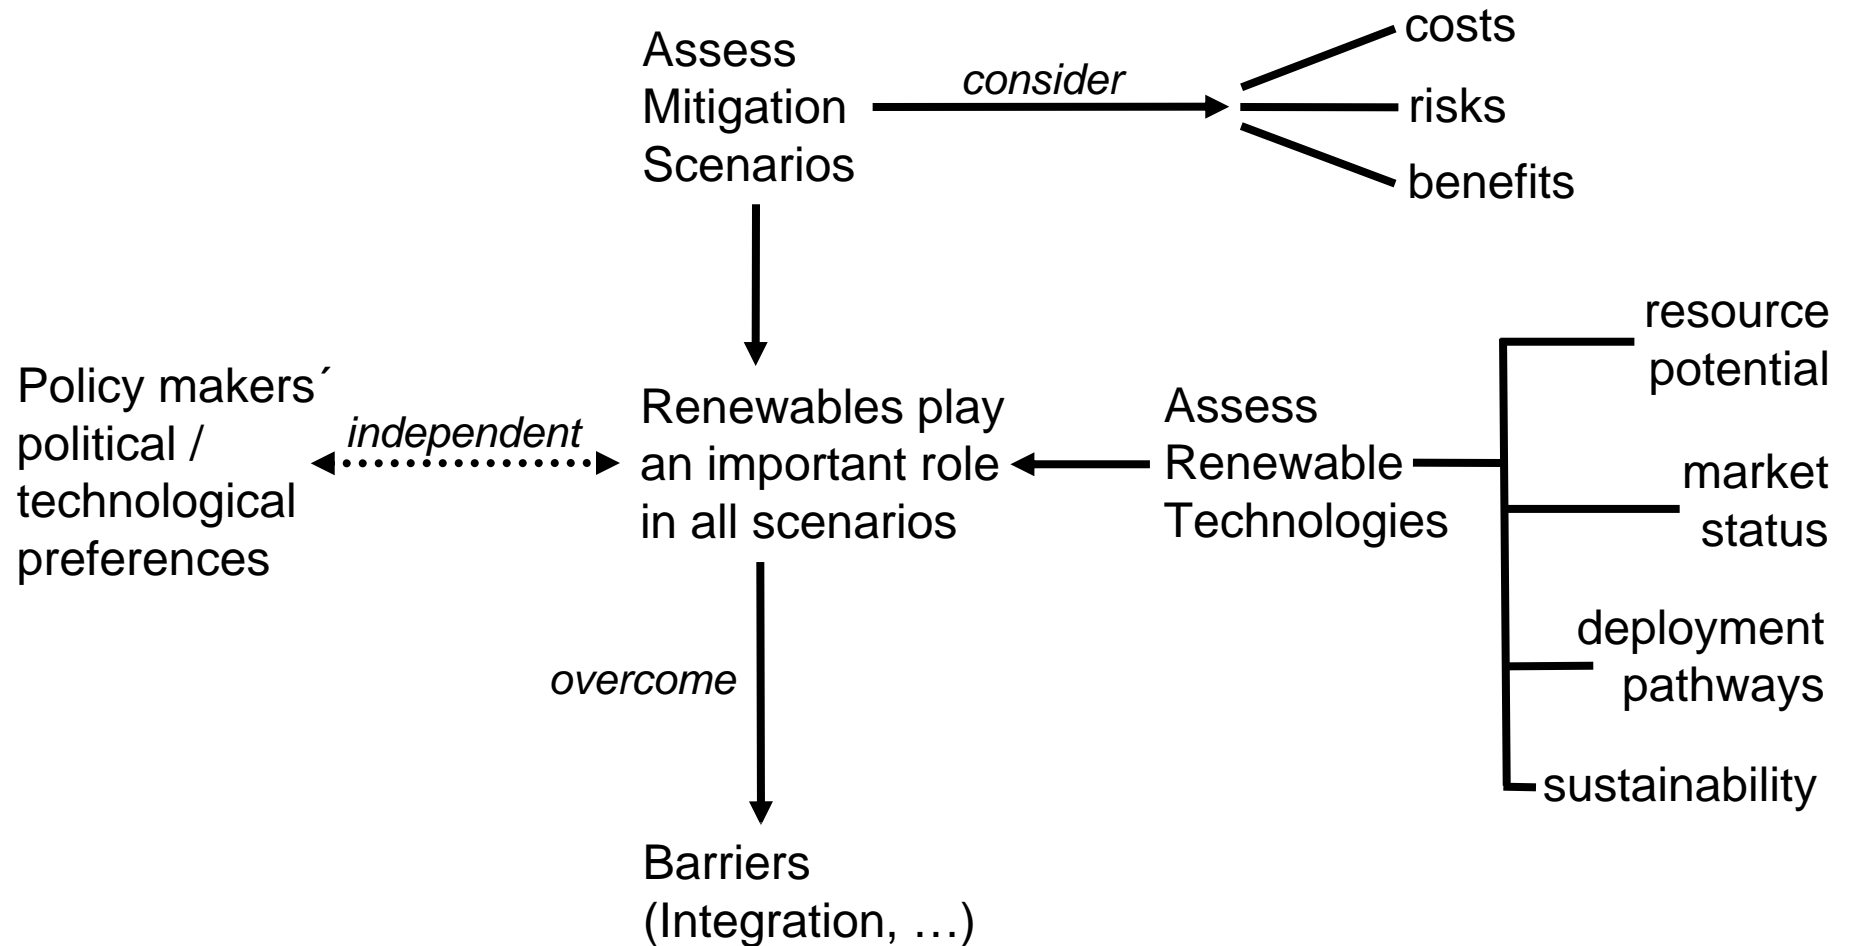 Assess
Mitigation
Scenarios
consider
costs
risks
benefits
Policy makers´
political /
technological
preferences
independent
Renewables play
an important role
in all scenarios
Assess
Renewable
Technologies
resource
potential
market
status
deployment
pathways
sustainability
overcome
Barriers
(Integration, …)